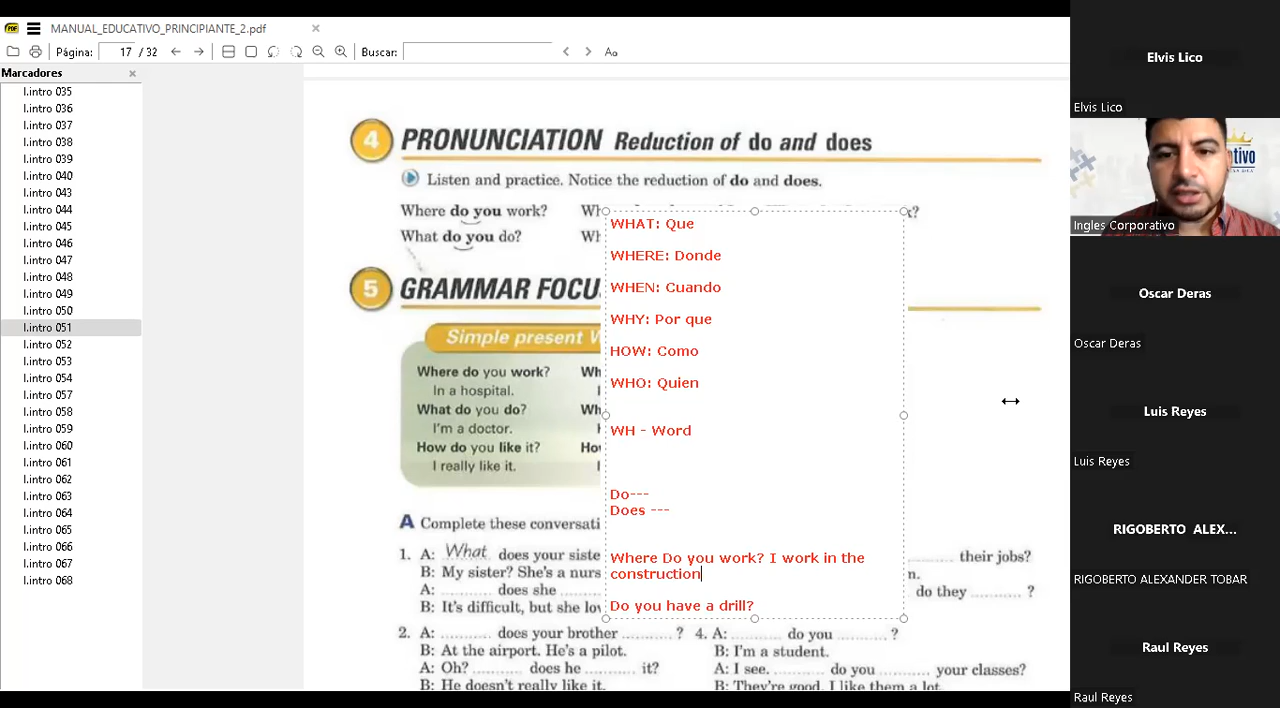 MANUAL_EDUCATIVO_PRINCIPIANTE_2.pdf
Página: 17 / 32 Buscar: Aa
Marcadores
I.intro 035
I.intro 036
I.intro 037
I.intro 038
I.intro 039
I.intro 040
I.intro 043
I.intro 044
I.intro 045
I.intro 046
I.intro 047
I.intro 048
I.intro 049
I.intro 050
I.intro 051
I.intro 052
I.intro 053
I.intro 054
I.intro 057
I.intro 058
I.intro 059
I.intro 060
I.intro 061
I.intro 062
I.intro 063
I.intro 064
I.intro 065
I.intro 066
I.intro 067
I.intro 068
4 PRONUNCIATION Reduction of do and does
Listen and practice. Notice the reduction of do and does.
Where do you work?
What do you do?
5 GRAMMAR FOCU
Simple present W
Where do you work?
In a hospital.
What do you do?
I'm a doctor.
How do you like it?
I really like it.
A Complete these conversati
1. A: What does your siste
B: My sister? She's a nurs
A: ......... does she .........
B: It's difficult, but she lov
2. A: ......... does your brother ......... ?
B: At the airport. He's a pilot.
A: Oh? ......... does he ......... it?
B: He doesn't really like it.
......... their jobs?
n.
do they ......... ?
4. A: ......... do you ......... ?
B: I'm a student.
A: I see. ......... do you ......... your classes?
B: They're good. I like them a lot.
WHAT: Que
WHERE: Donde
WHEN: Cuando
WHY: Por que
HOW: Como
WHO: Quien
WH - Word
Do---
Does ---
Where Do you work? I work in the
construction
Do you have a drill?
Elvis Lico
Elvis Lico
tivo
Ingles Corporativo
Oscar Deras
Oscar Deras
Luis Reyes
Luis Reyes
RIGOBERTO ALEX...
RIGOBERTO ALEXANDER TOBAR
Raul Reyes
Raul Reyes